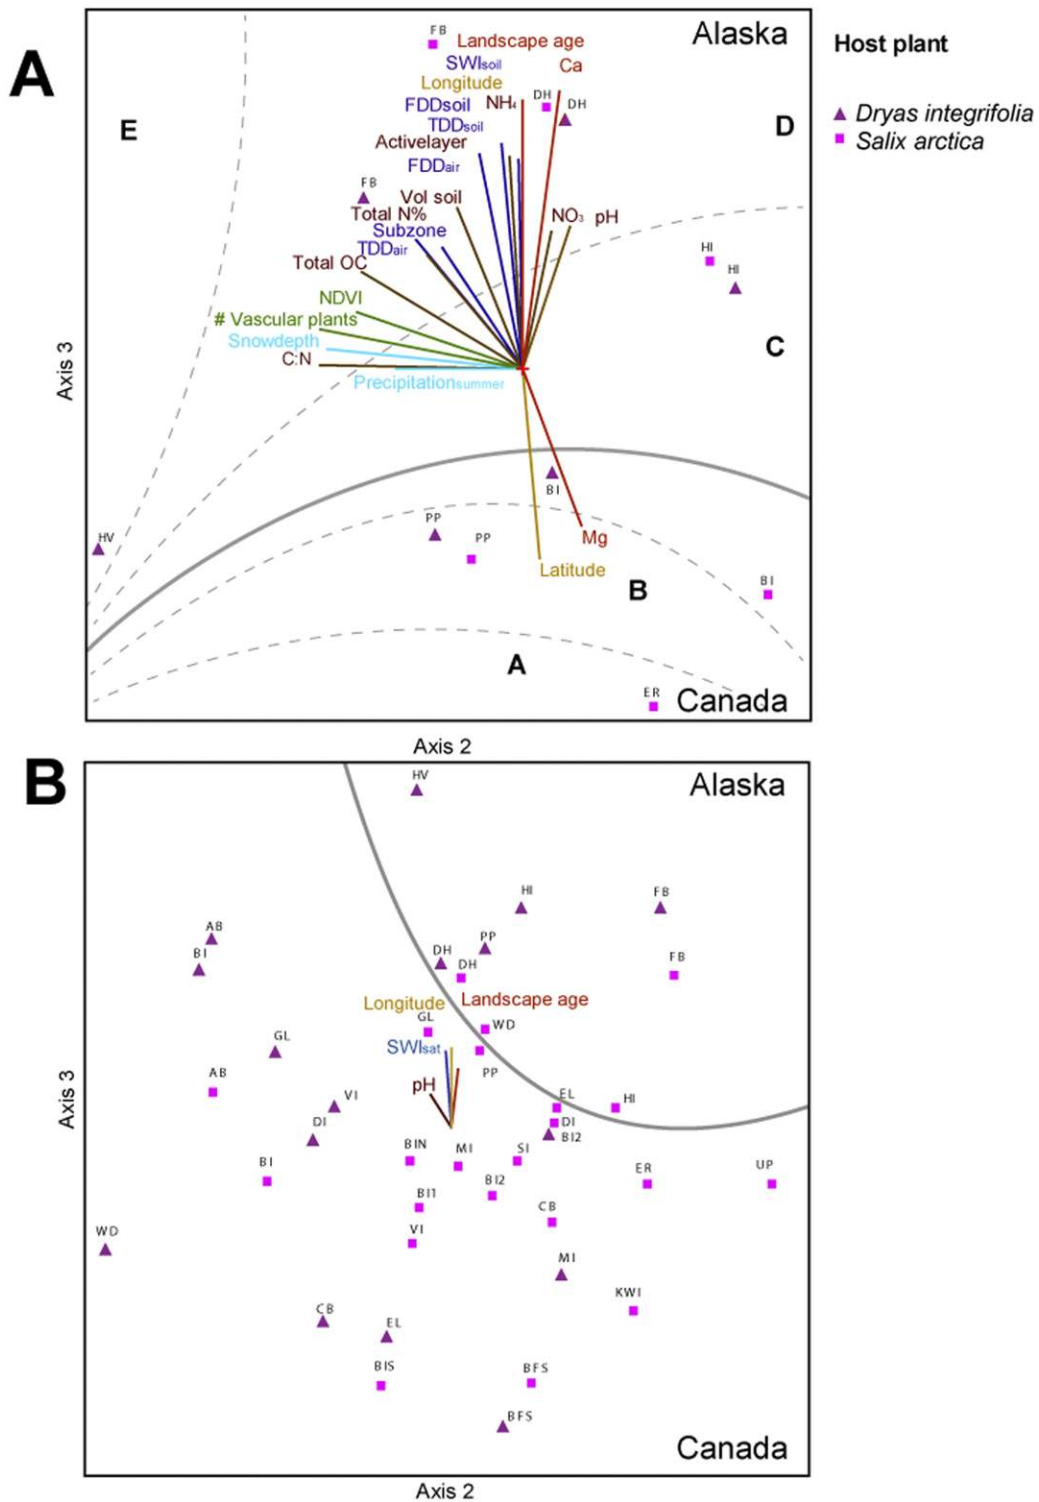 A
Alaska
Host plant
Dryas integrifolia
Salix arctica
FB
Landscape age
SWIsoil
Ca
Longitude
FDDsoil
NH₄
DH
DH
TDDsoil
D
E
Activelayer
FDDair
FB
Vol soil
Total N%
NO₃ pH
Subzone
TDDair
HI
Total OC
HI
NDVI
# Vascular plants
Snowdepth
C
C:N
Precipitationsummer
Axis 3
BI
PP
PP
HV
Mg
Latitude
B
BI
A
ER
Canada
Axis 2
B
HV
Alaska
HI
FB
AB
PP
BI
DH
DH
FB
Longitude
Landscape age
GL
WD
GL
SWIsat
AB
pH
PP
VI
EL
HI
DI
DI
BI2
Axis 3
BIN
MI
SI
BI
ER
UP
BI2
BI1
CB
VI
WD
MI
KWI
CB
EL
BIS
BFS
BFS
Canada
Axis 2